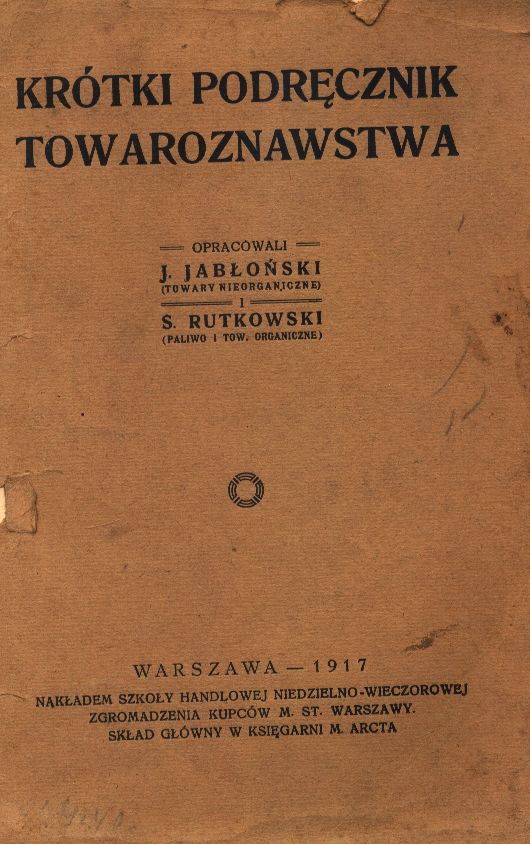 KRÓTKI PODRĘCZNIK
TOWAROZNAWSTWA
OPRACOWALI
J. JABŁOŃSKI
(TOWARY NIEORGANICZNE)
I
S. RUTKOWSKI
(PALIWO I TOW. ORGANICZNE)
WARSZAWA — 1917
NAKŁADEM SZKOŁY HANDLOWEJ NIEDZIELNO-WIECZOROWEJ
ZGROMADZENIA KUPCÓW M. ST. WARSZAWY.
SKŁAD GŁÓWNY W KSIĘGARNI M. ARCTA